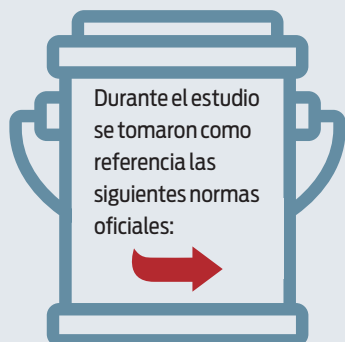 Durante el estudio
se tomaron como
referencia las
siguientes normas
oficiales: